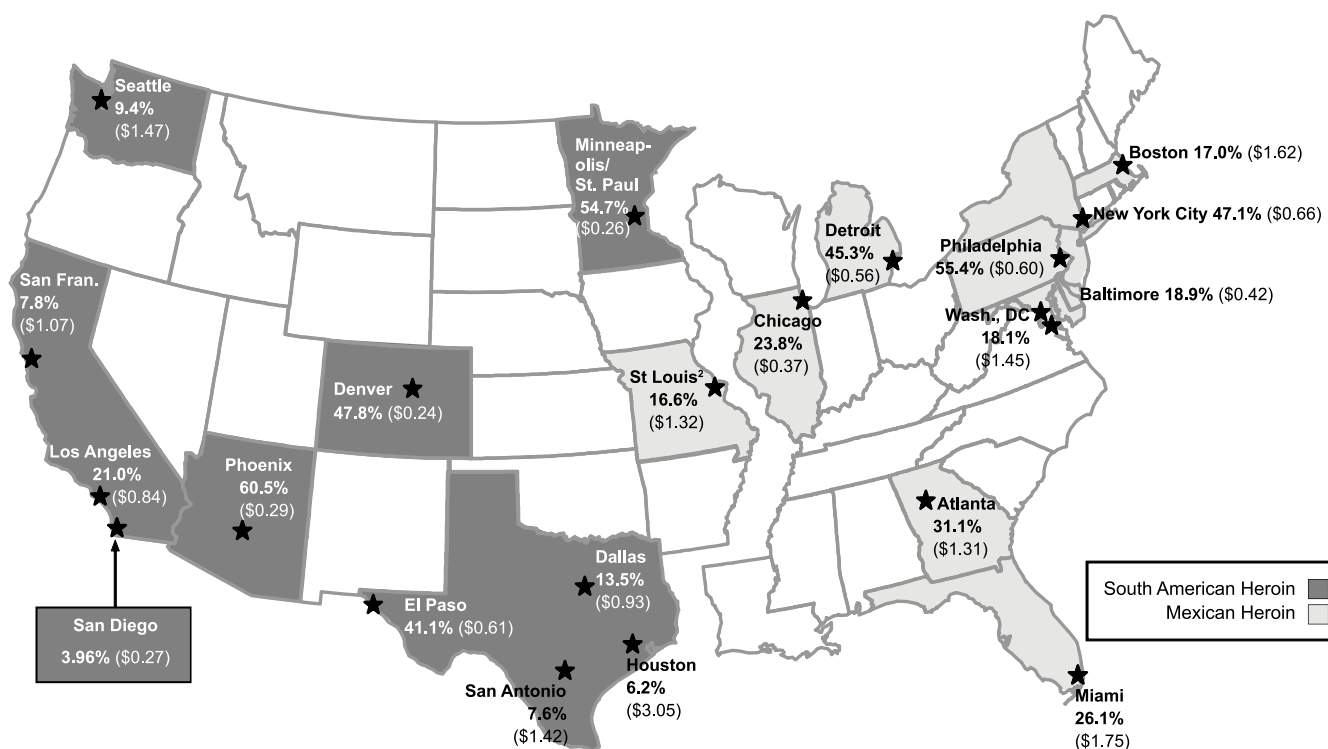 Seattle
9.4%
($1.47)
Minneap-
olis/
St. Paul
54.7%
($0.26)
Boston 17.0% ($1.62)
New York City 47.1% ($0.66)
Detroit
45.3%
($0.56)
Philadelphia
55.4% ($0.60)
San Fran.
7.8%
($1.07)
Baltimore 18.9% ($0.42)
Wash., DC
18.1%
($1.45)
Chicago
23.8%
($0.37)
St Louis²
16.6%
($1.32)
Denver
47.8% ($0.24)
Los Angeles
21.0%
($0.84)
Phoenix
60.5%
($0.29)
Atlanta
31.1%
($1.31)
Dallas
13.5%
($0.93)
El Paso
41.1% ($0.61)
San Diego
3.96% ($0.27)
Houston
6.2%
($3.05)
San Antonio
7.6%
($1.42)
Miami
26.1%
($1.75)
South American Heroin
Mexican Heroin